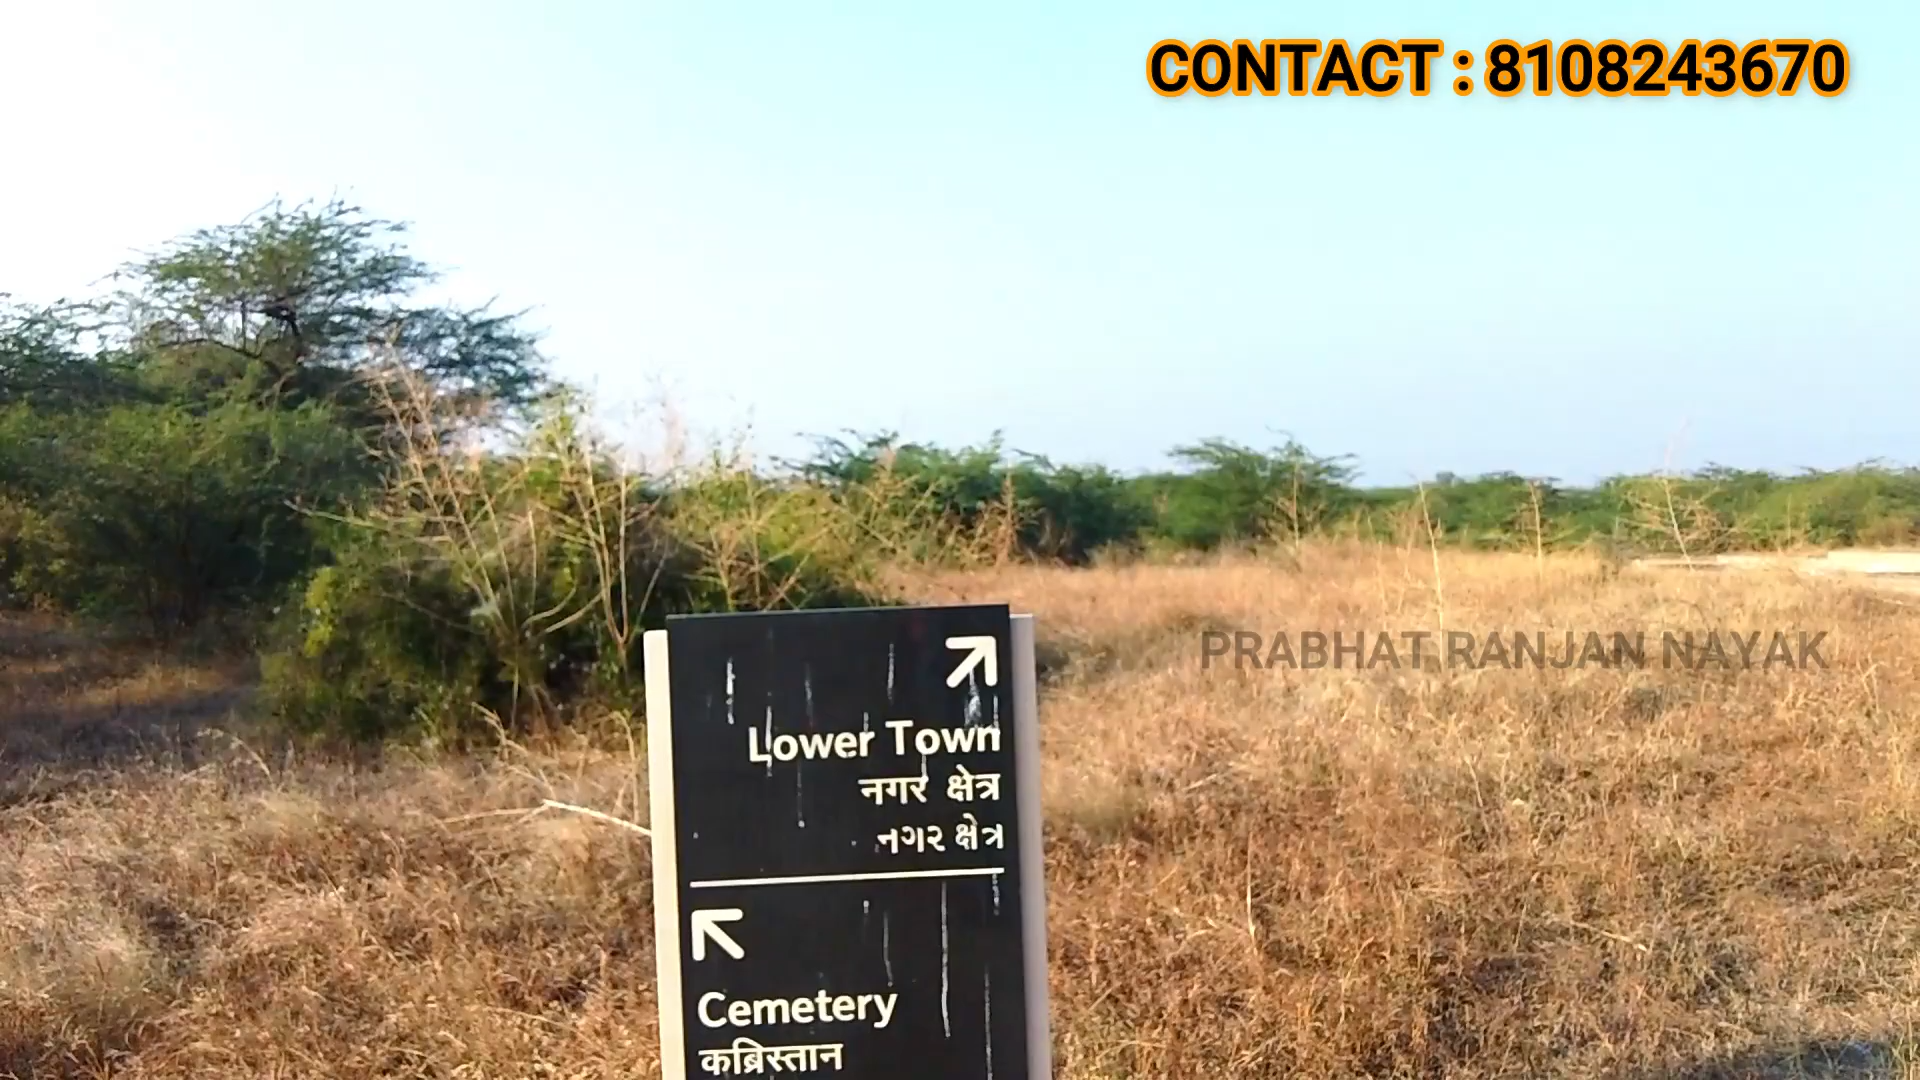 CONTACT : 8108243670
PRABHAT RANJAN NAYAK
Lower Town
नगर क्षेत्र
નગર ક્ષેત્ર
Cemetery
कब्रिस्तान